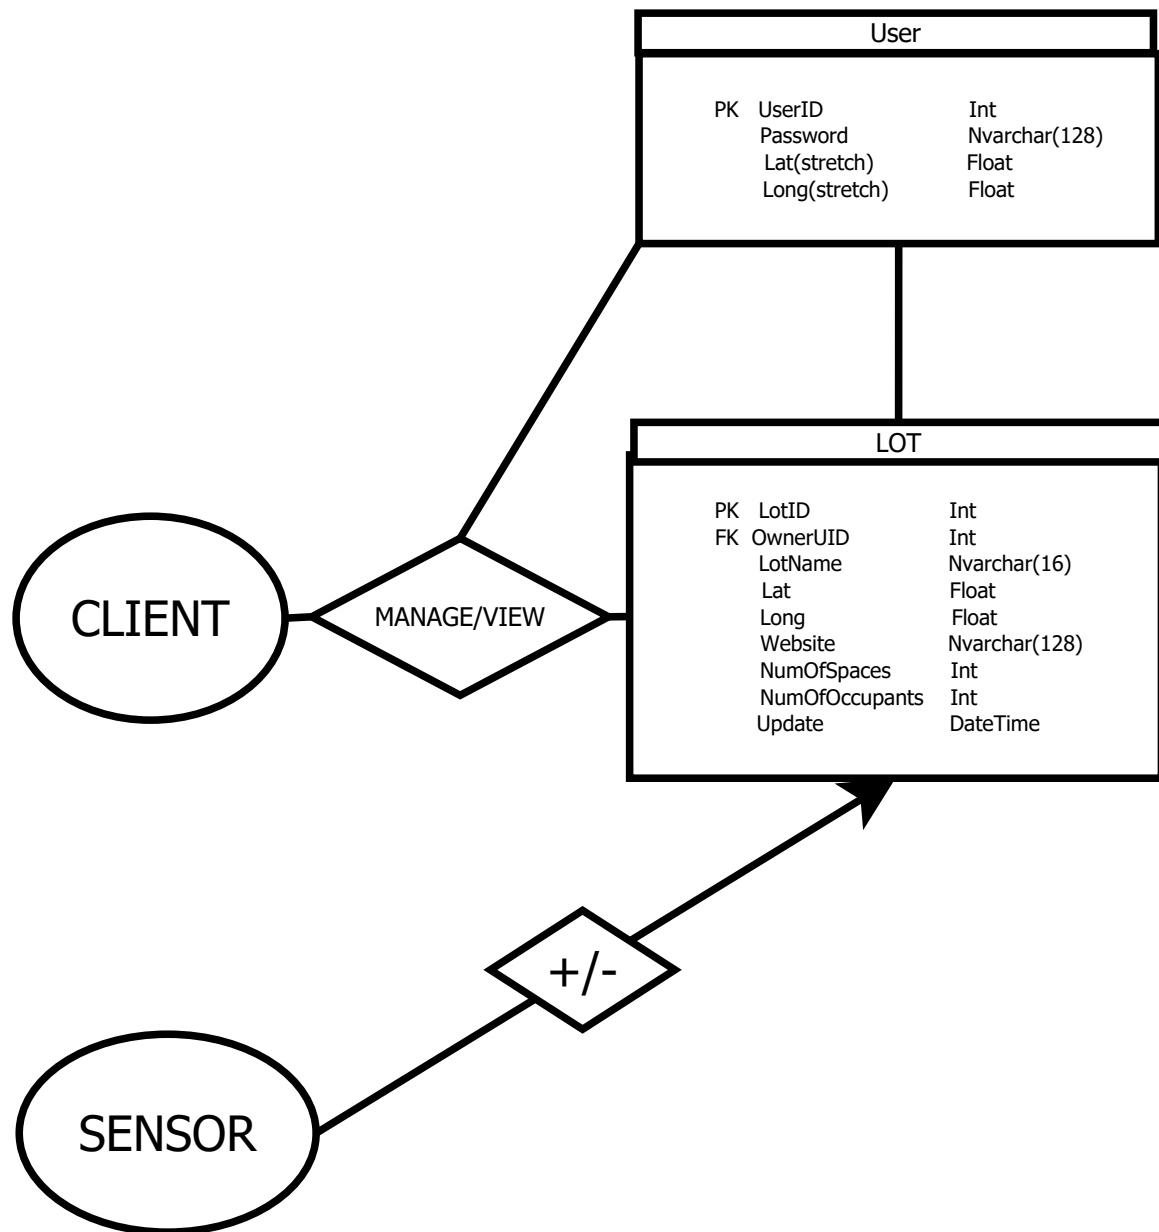 User
PK UserID Int
Password Nvarchar(128)
Lat(stretch) Float
Long(stretch) Float
LOT
PK LotID Int
FK OwnerUID Int
LotName Nvarchar(16)
Lat Float
Long Float
Website Nvarchar(128)
NumOfSpaces Int
NumOfOccupants Int
Update DateTime
CLIENT
MANAGE/VIEW
+/-
SENSOR